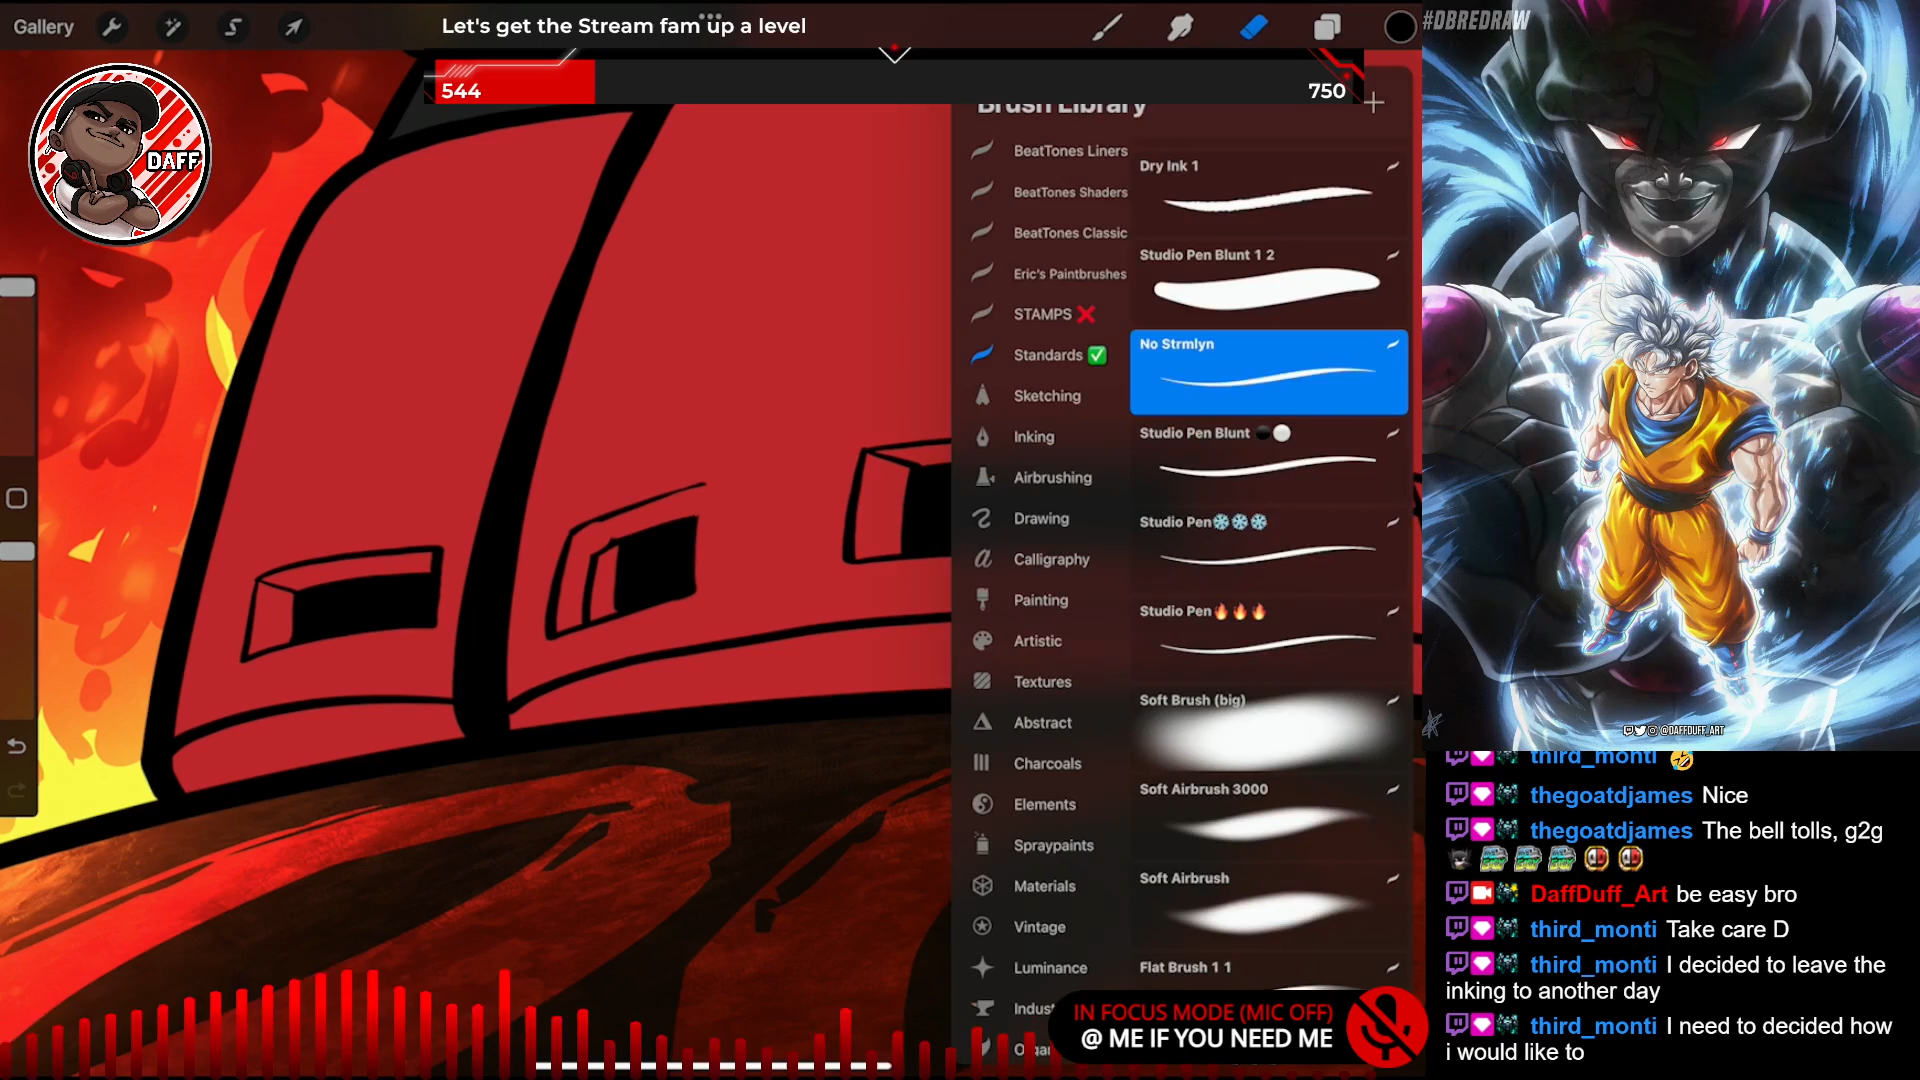 Gallery
Let's get the Stream fam up a level
#DBREDRAW
544
750
DAFF
Brush Library
BeatTones Liners
BeatTones Shaders
BeatTones Classic
Eric's Paintbrushes
STAMPS ❌
Standards ✅
Sketching
Inking
Airbrushing
Drawing
Calligraphy
Painting
Artistic
Textures
Abstract
Charcoals
Elements
Spraypaints
Materials
Vintage
Luminance
Dry Ink 1
Studio Pen Blunt 1 2
No Strmlyn
Studio Pen Blunt ⚫⚪
Studio Pen❄️❄️❄️
Studio Pen🔥🔥🔥
Soft Brush (big)
Soft Airbrush 3000
Soft Airbrush
Flat Brush 1 1
IN FOCUS MODE (MIC OFF)
@ ME IF YOU NEED ME
@DAFFDUFF_ART
third_monti 🤣
thegoatdjames Nice
thegoatdjames The bell tolls, g2g
DaffDuff_Art be easy bro
third_monti Take care D
third_monti I decided to leave the
inking to another day
third_monti I need to decided how
i would like to